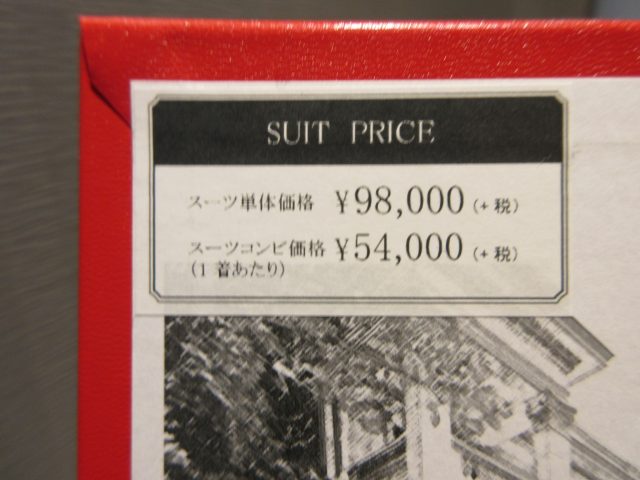 SUIT PRICE
スーツ単体価格 ¥98,000 (+税)
スーツコンビ価格 ¥54,000 (+税)
(1着あたり)